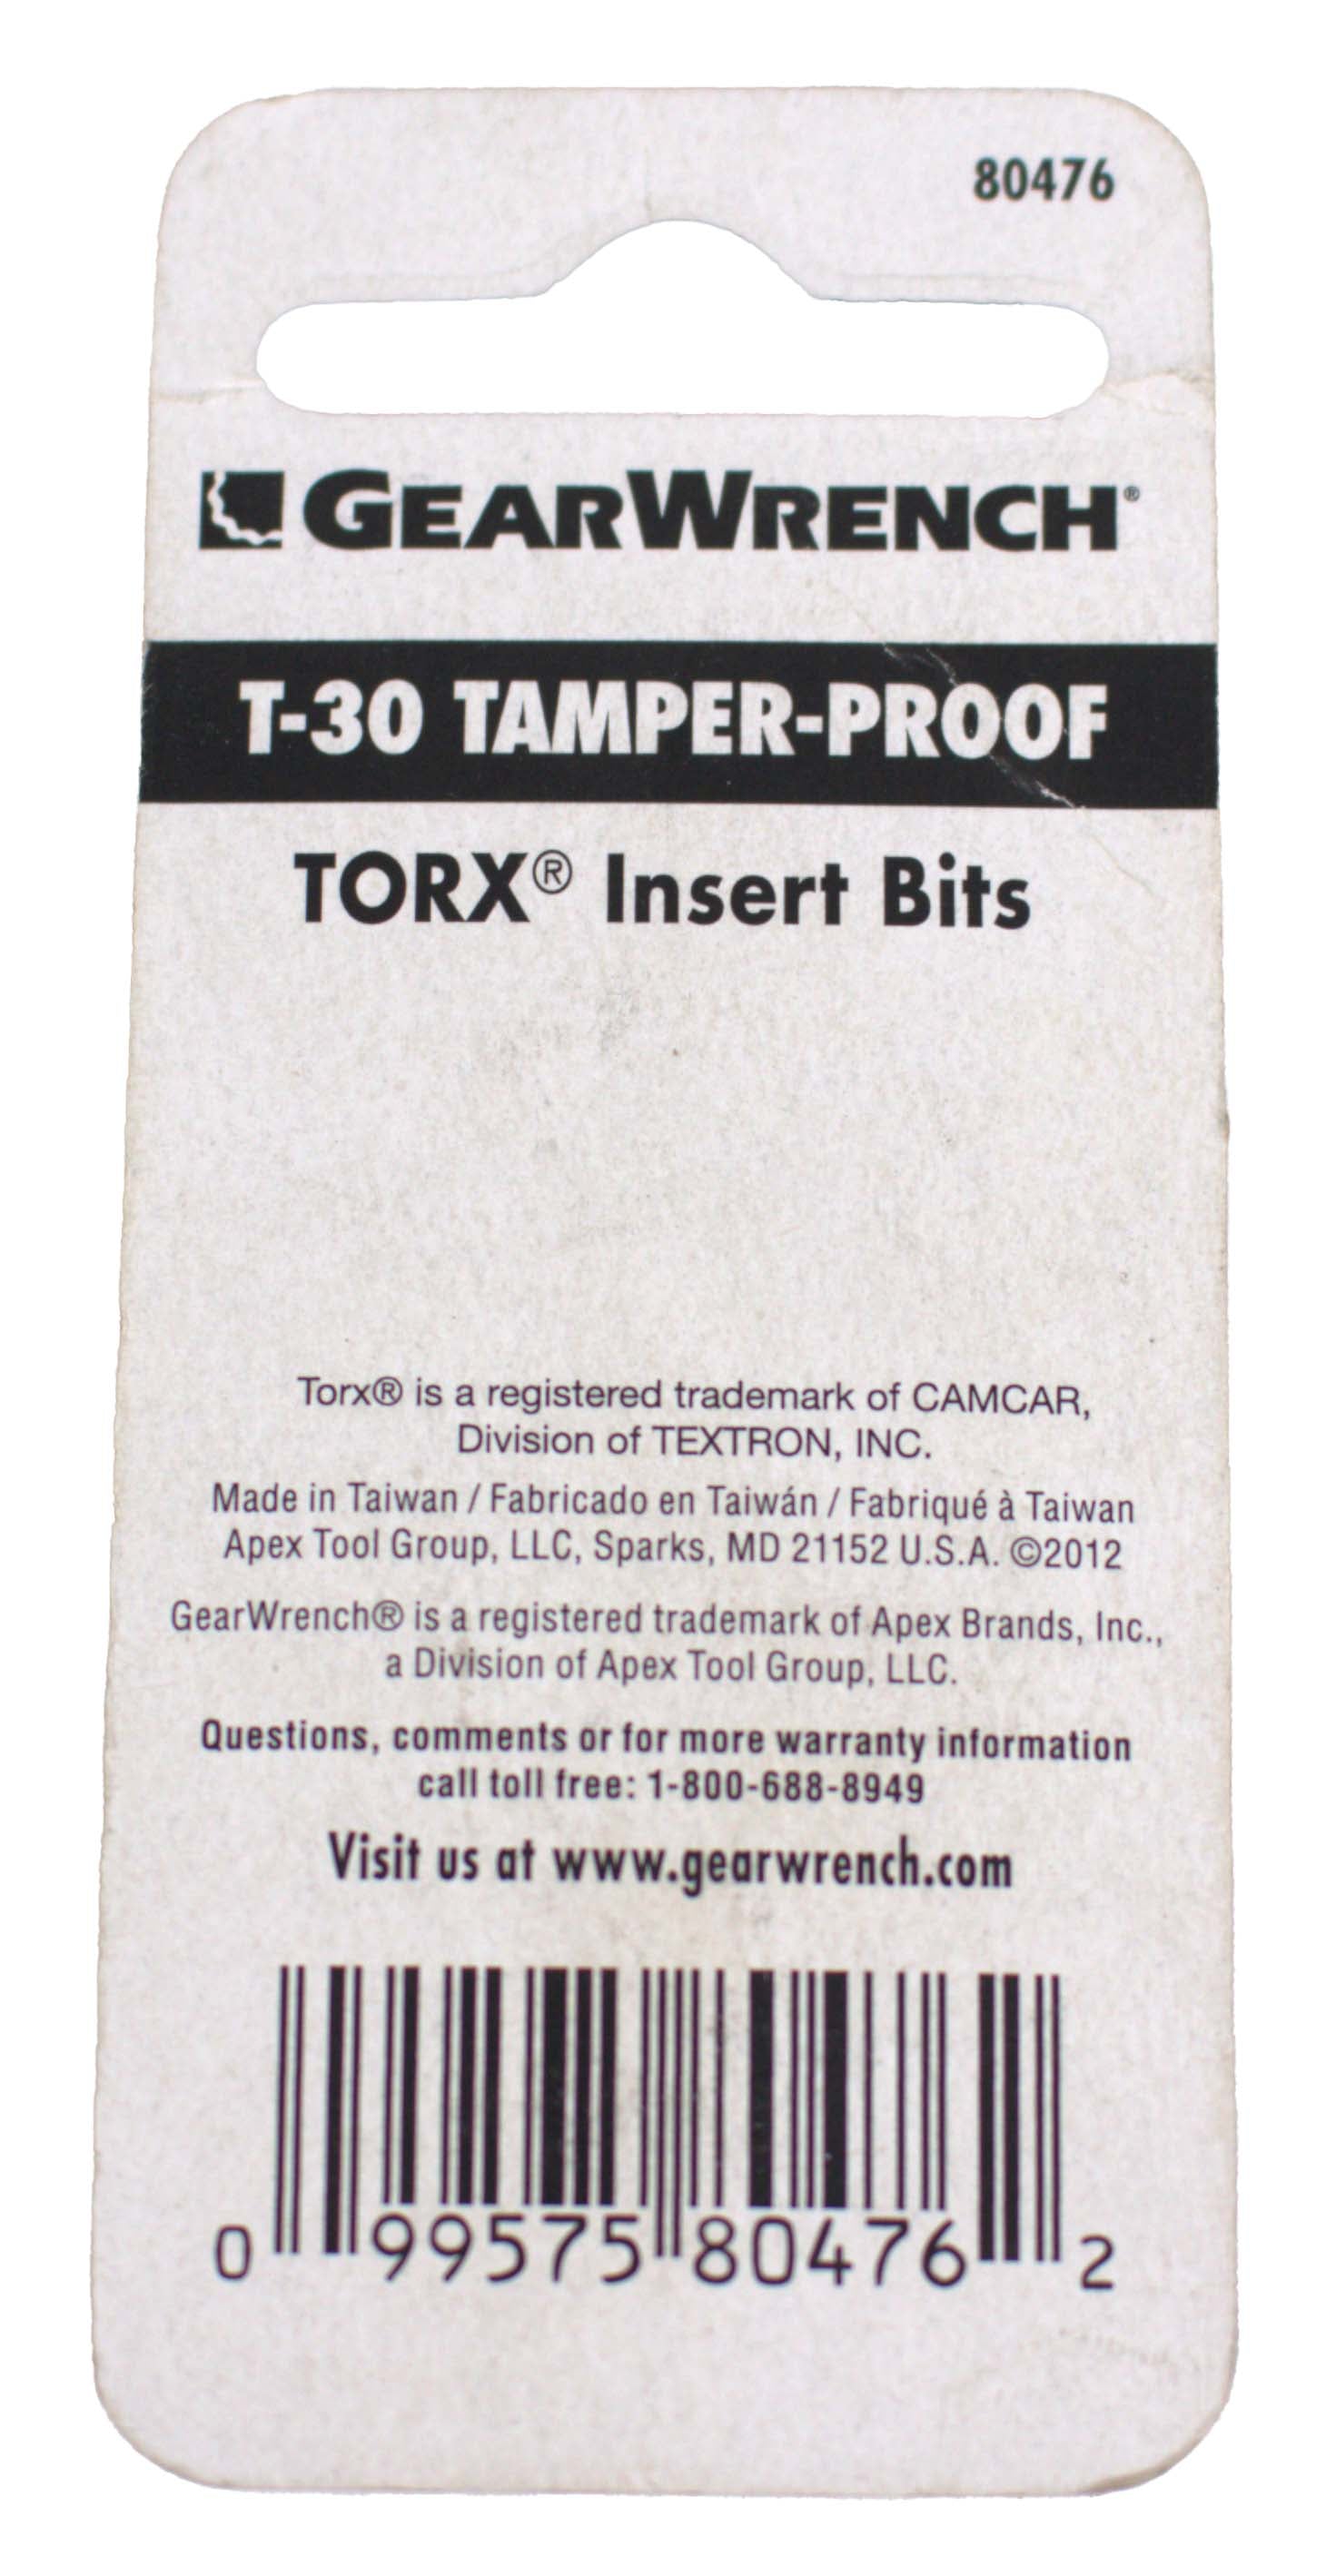 80476
GEARWRENCH®
T-30 TAMPER-PROOF
TORX® Insert Bits
Torx® is a registered trademark of CAMCAR,
Division of TEXTRON, INC.
Made in Taiwan / Fabricado en Taiwán / Fabriqué à Taiwan
Apex Tool Group, LLC, Sparks, MD 21152 U.S.A. ©2012
GearWrench® is a registered trademark of Apex Brands, Inc.,
a Division of Apex Tool Group, LLC.
Questions, comments or for more warranty information
call toll free: 1-800-688-8949
Visit us at www.gearwrench.com
0 99575 80476 2